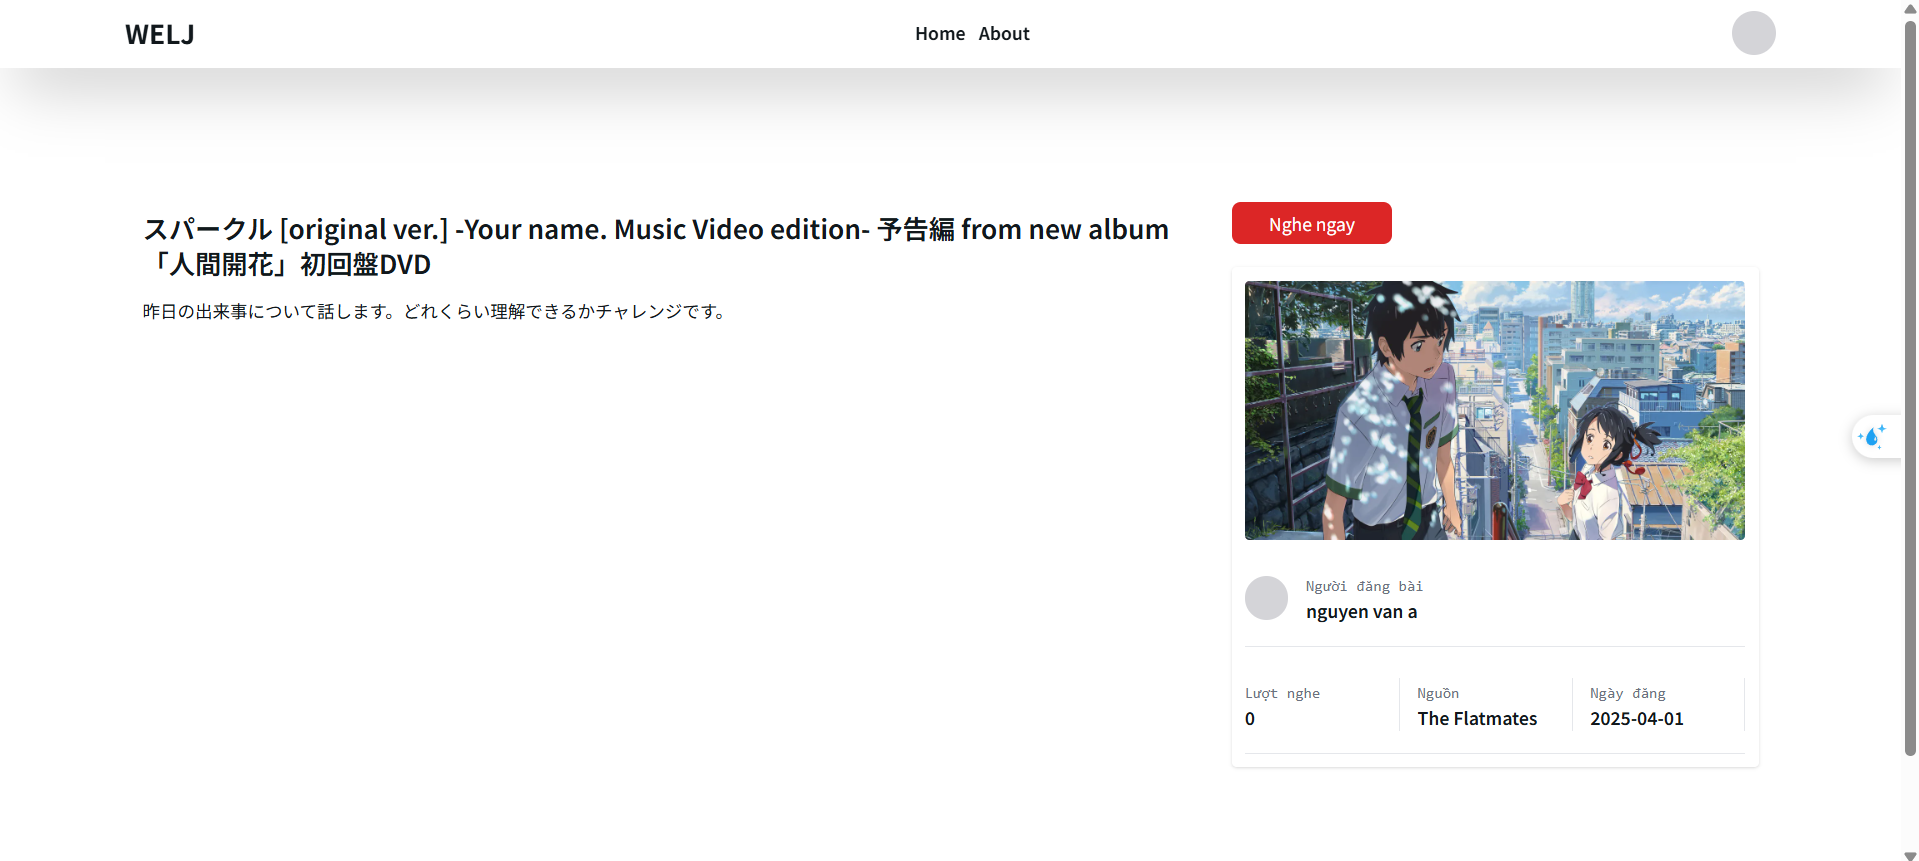 WELJ
Home About
スパークル [original ver.] -Your name. Music Video edition- 予告編 from new album
「人間開花」初回盤DVD
昨日の出来事について話します。どれくらい理解できるかチャレンジです。
Nghe ngay
Người đăng bài
nguyen van a
Lượt nghe
0
Nguồn
The Flatmates
Ngày đăng
2025-04-01